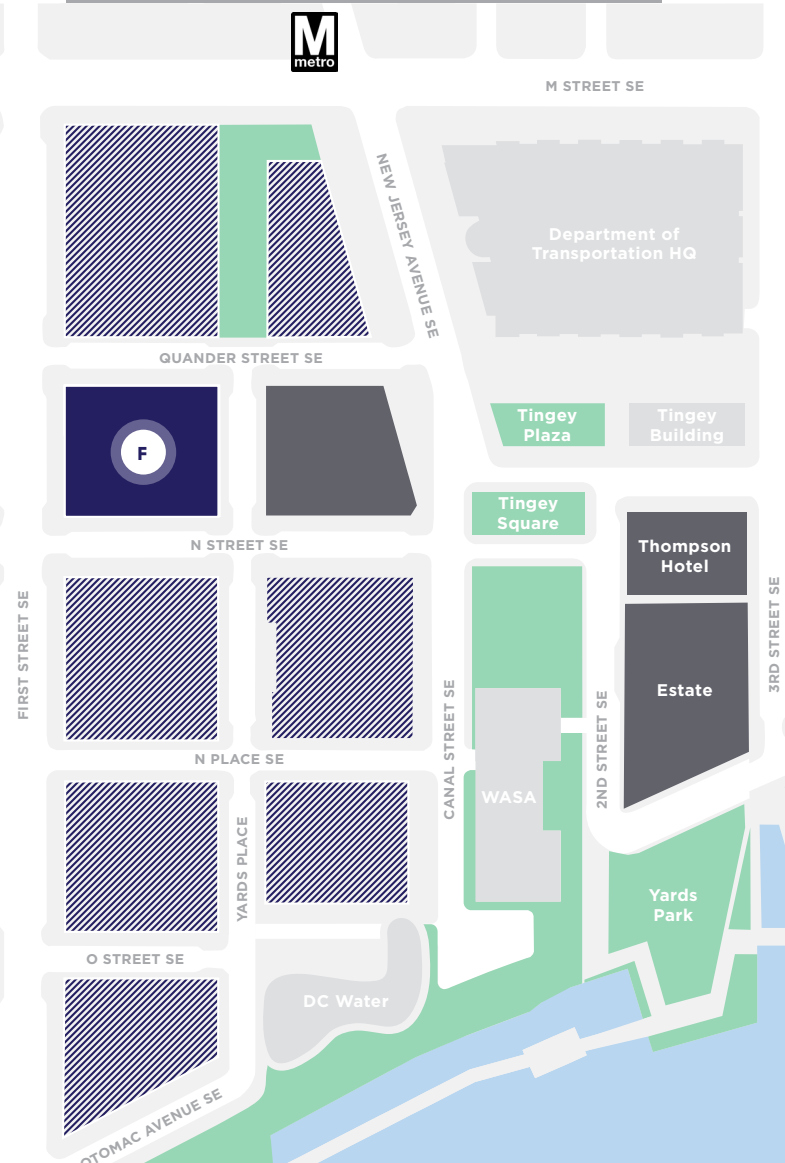 M
metro
M STREET SE
NEW JERSEY AVENUE SE
Department of
Transportation HQ
QUANDER STREET SE
Tingey
Plaza
Tingey
Building
F
Tingey
Square
N STREET SE
Thompson
Hotel
FIRST STREET SE
3RD STREET SE
Estate
CANAL STREET SE
2ND STREET SE
N PLACE SE
WASA
YARDS PLACE
Yards
Park
O STREET SE
DC Water
OTOMAC AVENUE SE